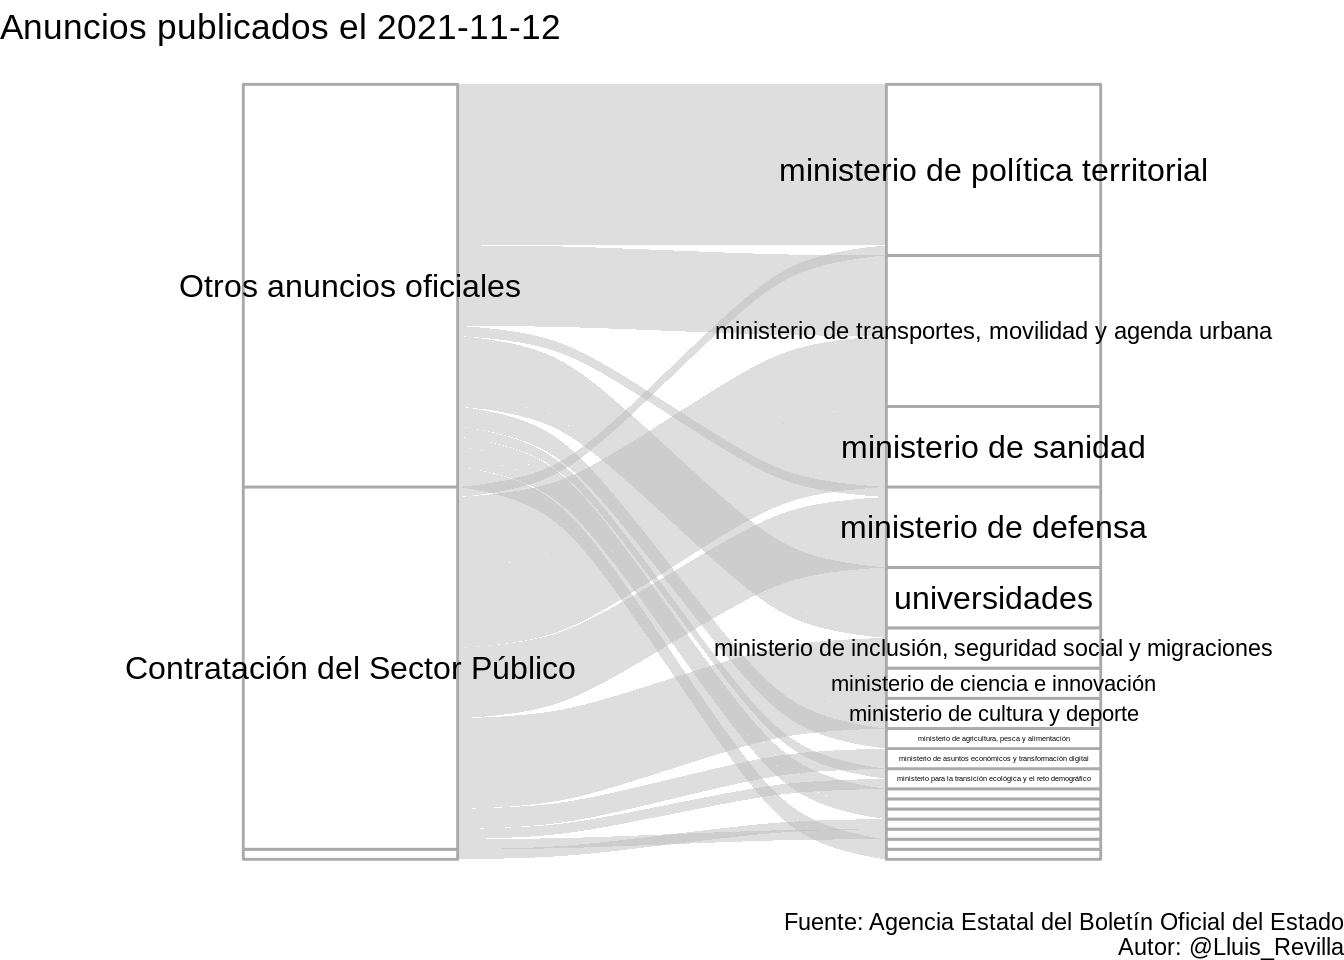 Anuncios publicados el 2021-11-12
ministerio de política territorial
Otros anuncios oficiales
ministerio de transportes, movilidad y agenda urbana
ministerio de sanidad
ministerio de defensa
universidades
ministerio de inclusión, seguridad social y migraciones
Contratación del Sector Público
ministerio de ciencia e innovación
ministerio de cultura y deporte
ministerio de agricultura, pesca y alimentación
ministerio de asuntos económicos y transformación digital
ministerio para la transición ecológica y el reto demográfico
Fuente: Agencia Estatal del Boletín Oficial del Estado
Autor: @Lluis_Revilla